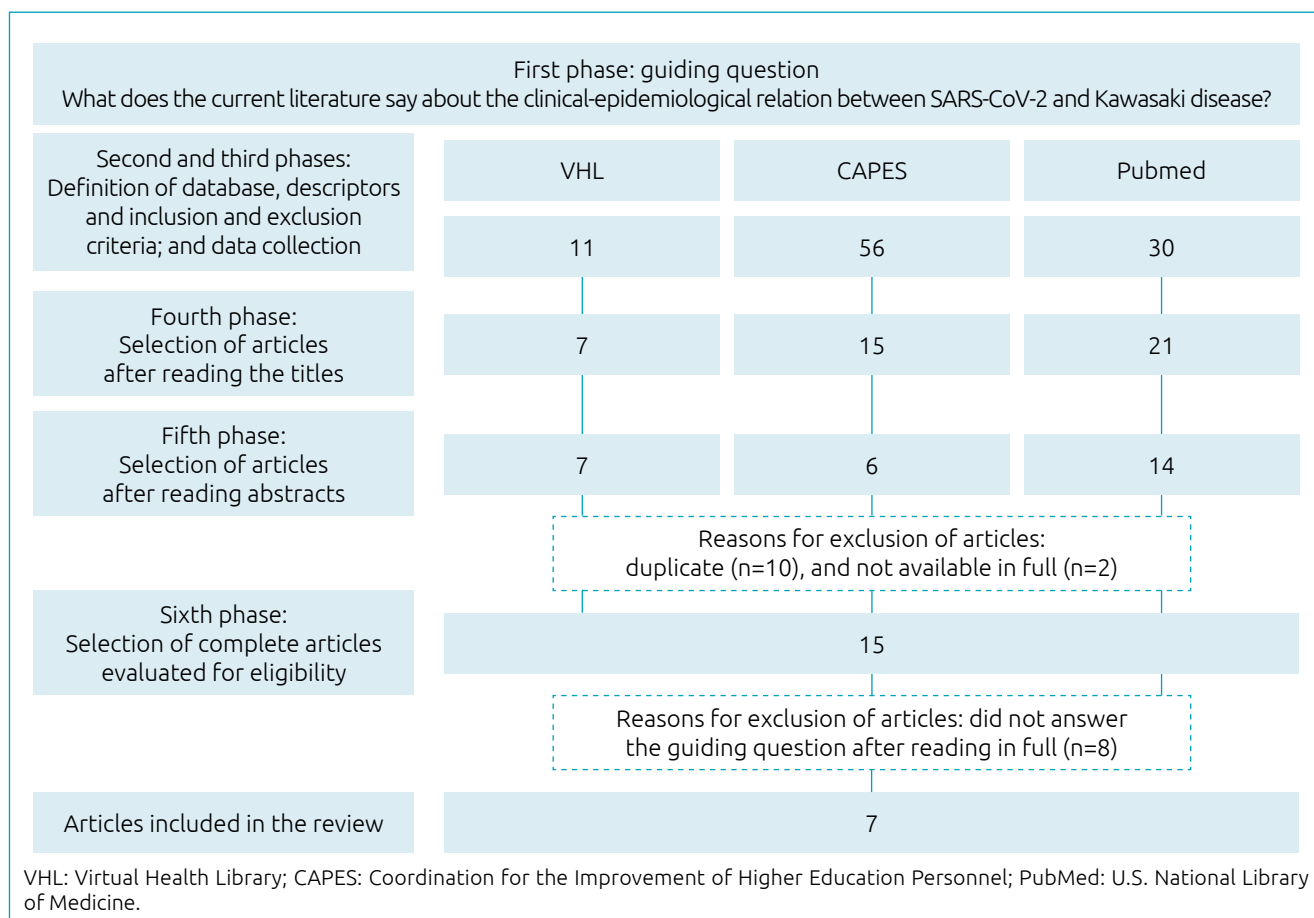 First phase: guiding question
What does the current literature say about the clinical-epidemiological relation between SARS-CoV-2 and Kawasaki disease?
Second and third phases:
Definition of database, descriptors
and inclusion and exclusion
criteria; and data collection
VHL
CAPES
Pubmed
11
56
30
Fourth phase:
Selection of articles
after reading the titles
7
15
21
Fifth phase:
Selection of articles
after reading abstracts
7
6
14
Reasons for exclusion of articles:
duplicate (n=10), and not available in full (n=2)
Sixth phase:
Selection of complete articles
evaluated for eligibility
15
Reasons for exclusion of articles: did not answer
the guiding question after reading in full (n=8)
Articles included in the review
7
VHL: Virtual Health Library; CAPES: Coordination for the Improvement of Higher Education Personnel; PubMed: U.S. National Library
of Medicine.